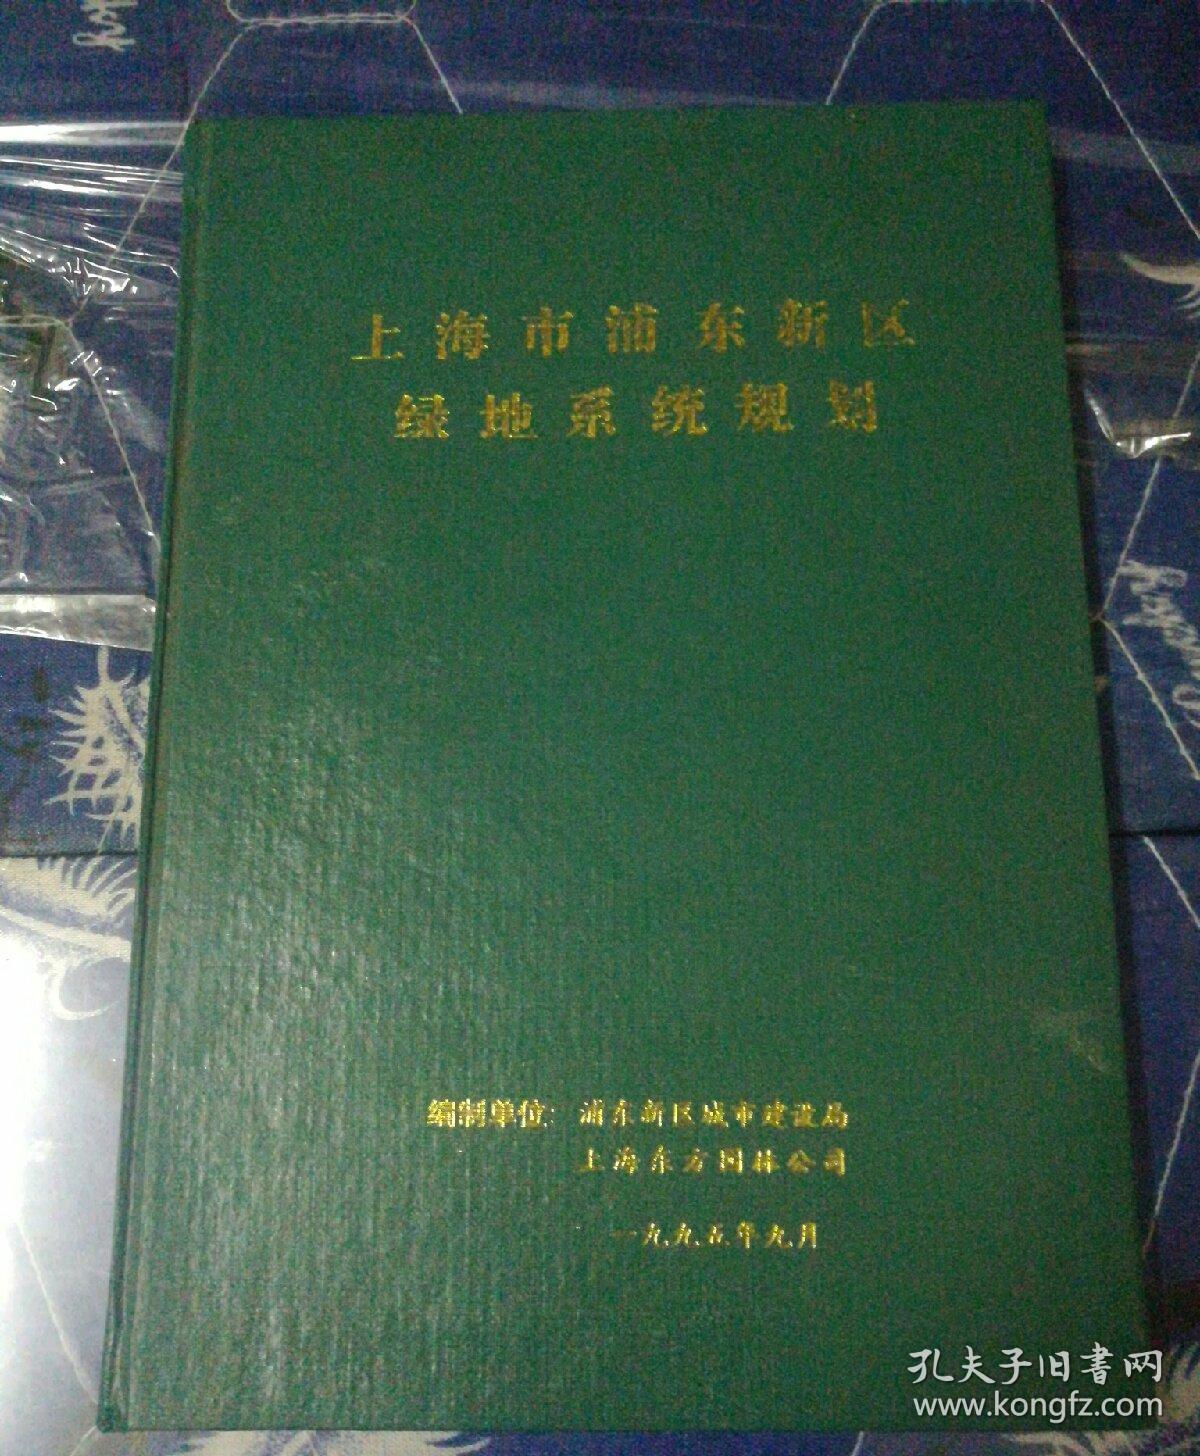 上海市浦东新区
绿地系统规划
编制单位：浦东新区城市建设局
上海东方园林公司
一九九五年九月
孔夫子旧書网
www.kongfz.com